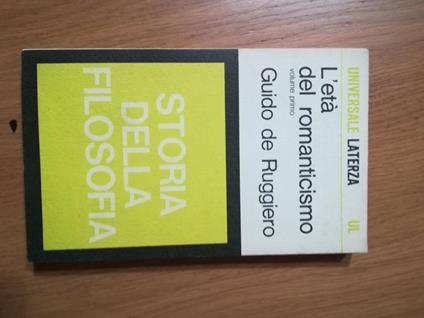 UNIVERSALE LATERZA UL
L'età
del romanticismo
volume primo
Guido de Ruggiero
STORIA
DELLA
FILOSOFIA